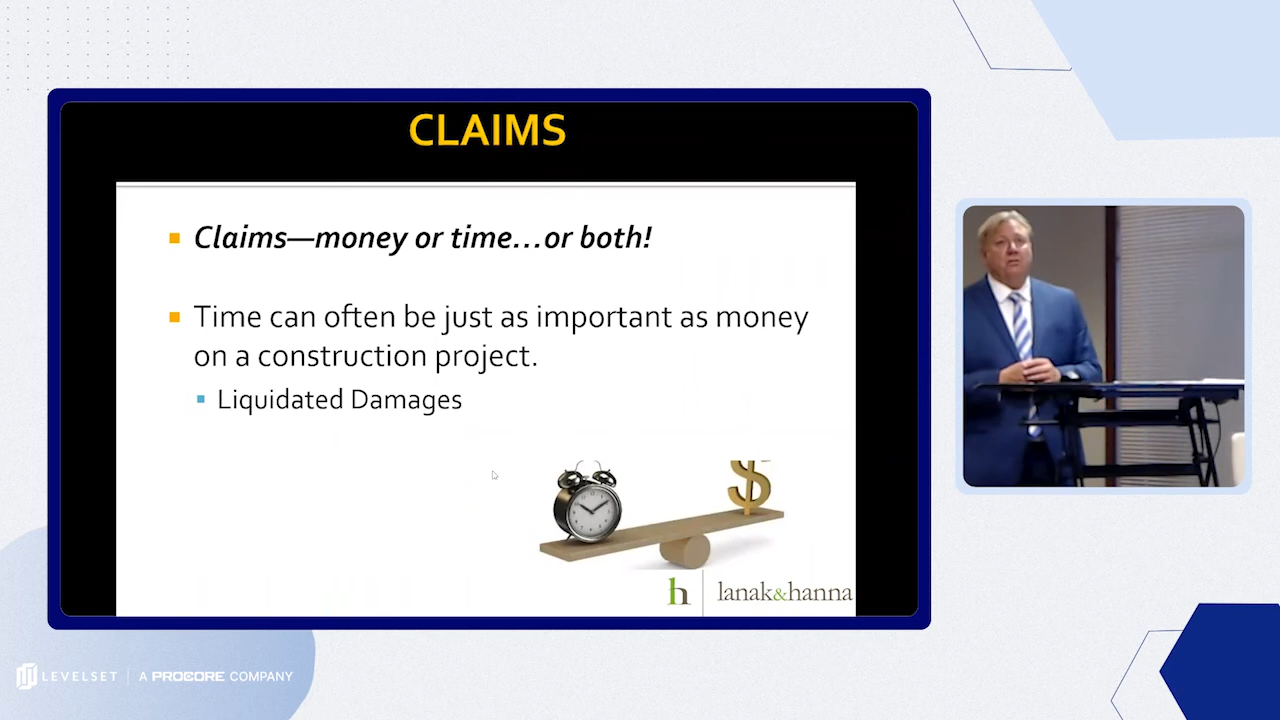 CLAIMS
Claims—money or time...or both!
Time can often be just as important as money
on a construction project.
Liquidated Damages
$
h lanak&hanna
LEVELSET | A PROCORE COMPANY